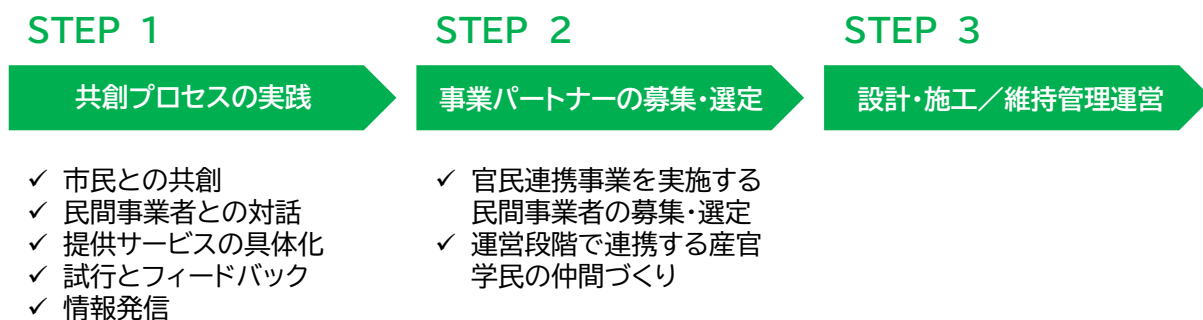 STEP 1
共創プロセスの実践
✓ 市民との共創
✓ 民間事業者との対話
✓ 提供サービスの具体化
✓ 試行とフィードバック
✓ 情報発信
STEP 2
事業パートナーの募集・選定
✓ 官民連携事業を実施する
民間事業者の募集・選定
✓ 運営段階で連携する産官
学民の仲間づくり
STEP 3
設計・施工／維持管理運営